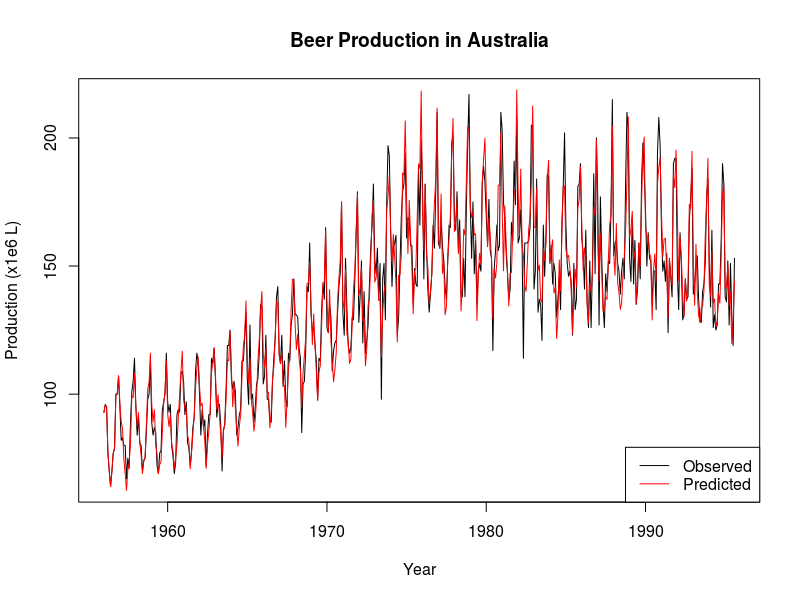 Beer Production in Australia
Production (x1e6 L)
200
150
100
Observed
Predicted
1960 1970 1980 1990
Year